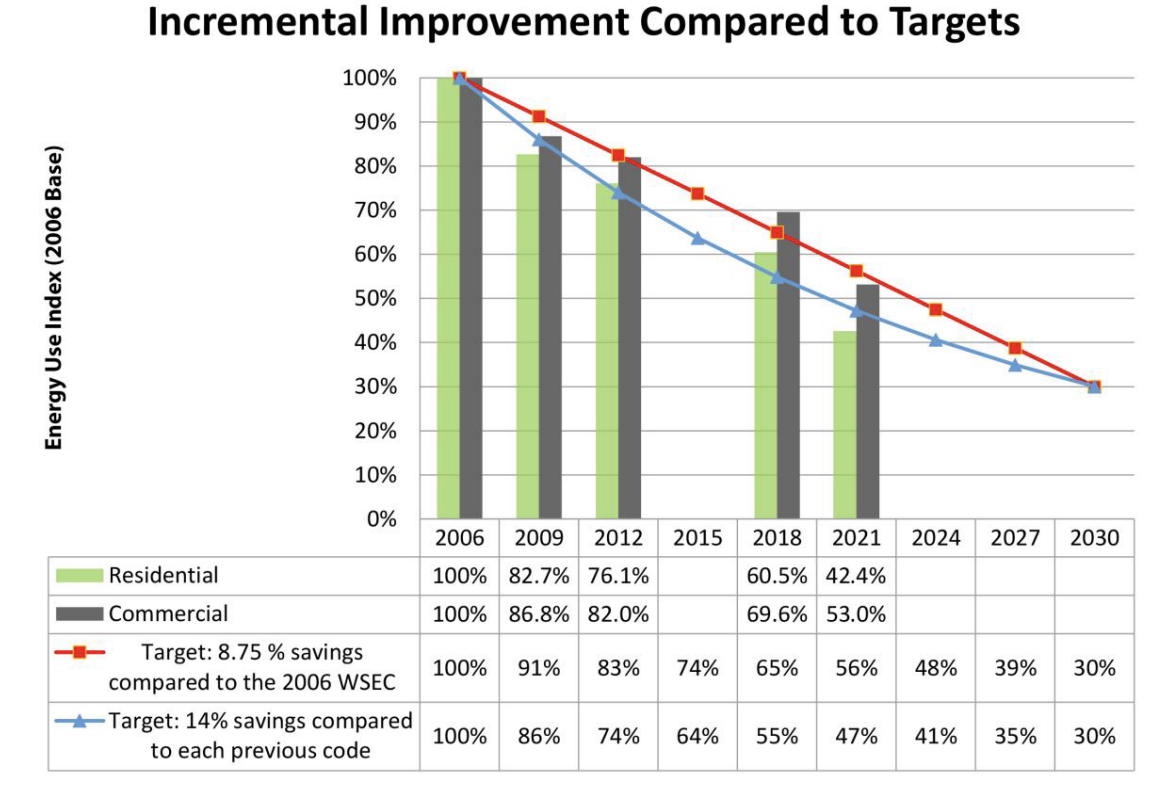 Incremental Improvement Compared to Targets
Energy Use Index (2006 Base)
100%
90%
80%
70%
60%
50%
40%
30%
20%
10%
0%
2006 2009 2012 2015 2018 2021 2024 2027 2030
Residential 100% 82.7% 76.1% 60.5% 42.4%
Commercial 100% 86.8% 82.0% 69.6% 53.0%
Target: 8.75 % savings
compared to the 2006 WSEC 100% 91% 83% 74% 65% 56% 48% 39% 30%
Target: 14% savings compared
to each previous code 100% 86% 74% 64% 55% 47% 41% 35% 30%